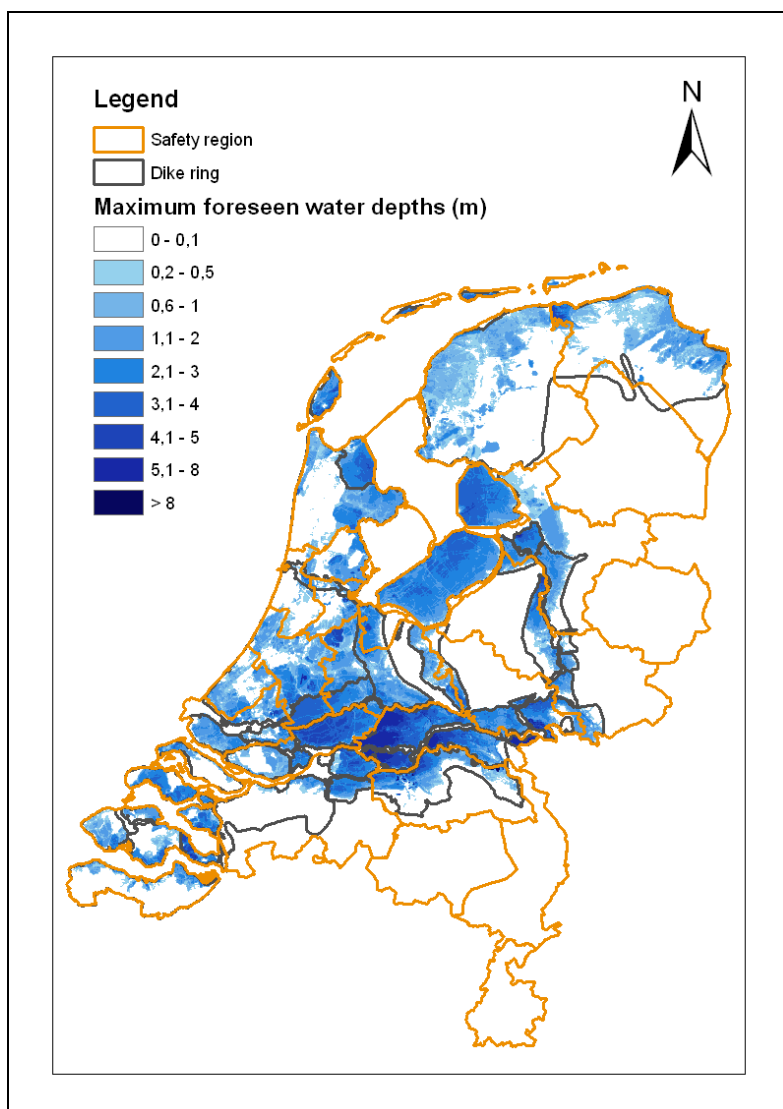 Legend
N
Safety region
Dike ring
Maximum foreseen water depths (m)
0 - 0,1
0,2 - 0,5
0,6 - 1
1,1 - 2
2,1 - 3
3,1 - 4
4,1 - 5
5,1 - 8
> 8